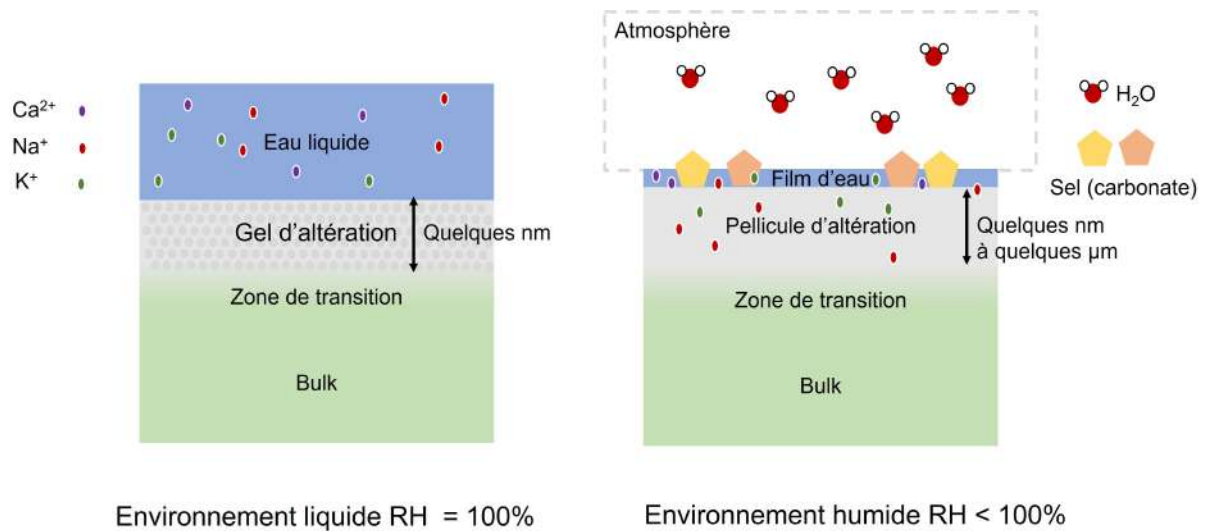 Ca²⁺
Na⁺
K⁺
Eau liquide
Gel d'altération
Quelques nm
Zone de transition
Bulk
Environnement liquide RH = 100%
Atmosphère
H₂O
Sel (carbonate)
Film d'eau
Pellicule d'altération
Quelques nm
à quelques µm
Zone de transition
Bulk
Environnement humide RH < 100%